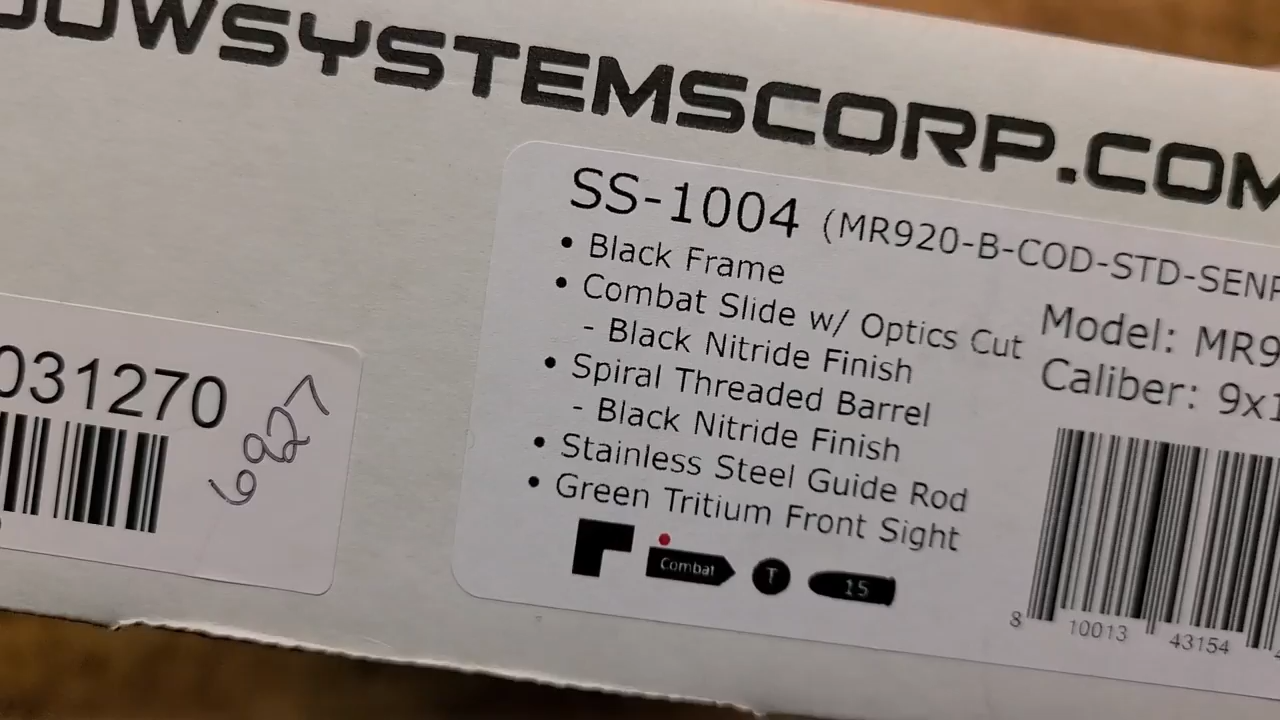 OWSYSTEMSCORP.COM
SS-1004 (MR920-B-COD-STD-SENF
• Black Frame
• Combat Slide w/ Optics Cut
- Black Nitride Finish
• Spiral Threaded Barrel
- Black Nitride Finish
• Stainless Steel Guide Rod
• Green Tritium Front Sight
Model: MR9
Caliber: 9x1
Combat
T
15
8 10013 43154
031270
6827